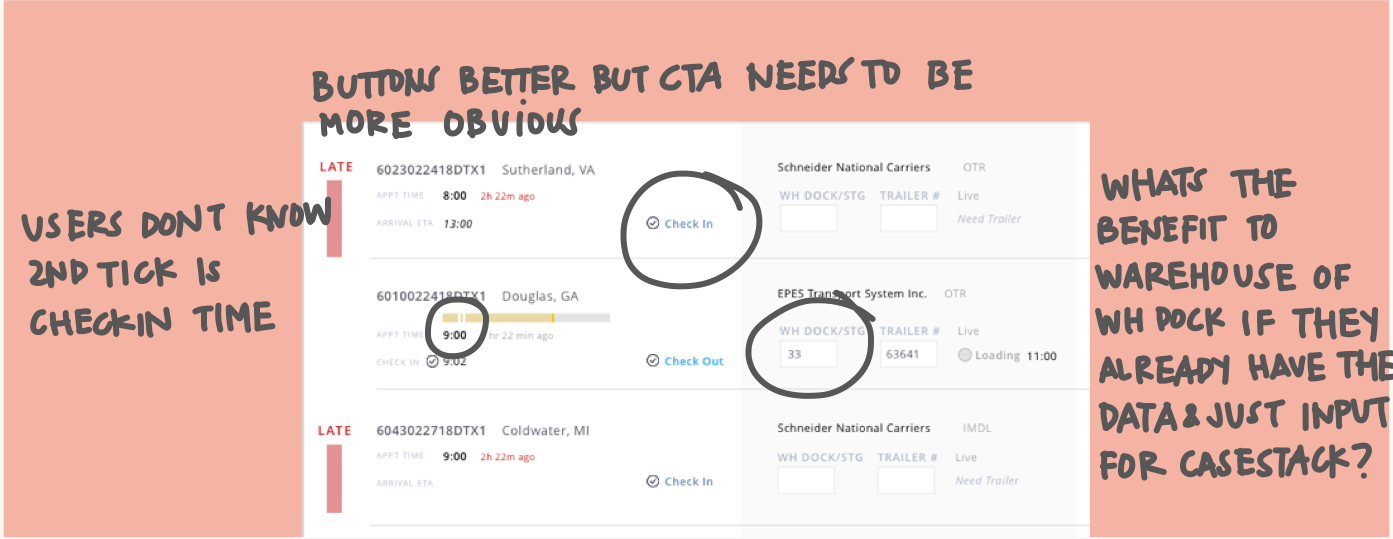 BUTTONS BETTER BUT CTA NEEDS TO BE
MORE OBVIOUS
USERS DON'T KNOW
2ND TICK IS
CHECKIN TIME
LATE
6023022418DTX1 Sutherland, VA
APPT TIME 8:00 2h 22m ago
ARRIVAL ETA 13:00
Check In
Schneider National Carriers OTR
WH DOCK/STG TRAILER # Live
Need Trailer
6010022418DTX1 Douglas, GA
APPT TIME 9:00 hr 22 min ago
CHECK IN 9:02
Check Out
EPES Transport System Inc. OTR
WH DOCK/STG TRAILER # Live
33 63641 Loading 11:00
LATE
6043022718DTX1 Coldwater, MI
APPT TIME 9:00 2h 22m ago
ARRIVAL ETA
Check In
Schneider National Carriers IMDL
WH DOCK/STG TRAILER # Live
Need Trailer
WHATS THE
BENEFIT TO
WAREHOUSE OF
WH DOCK IF THEY
ALREADY HAVE THE
DATA & JUST INPUT
FOR CASESTACK?